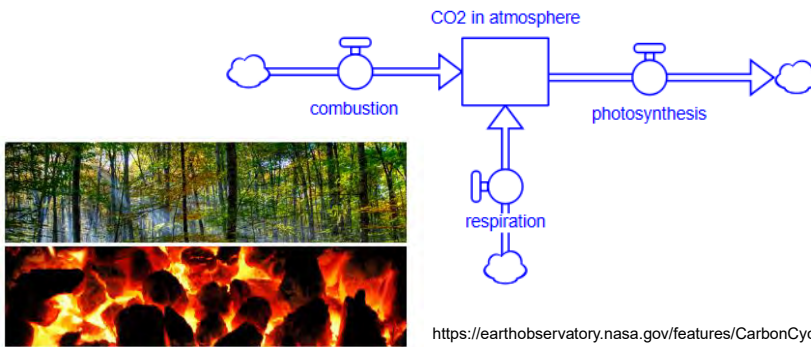 CO2 in atmosphere
combustion
photosynthesis
respiration
https://earthobservatory.nasa.gov/features/CarbonCyc